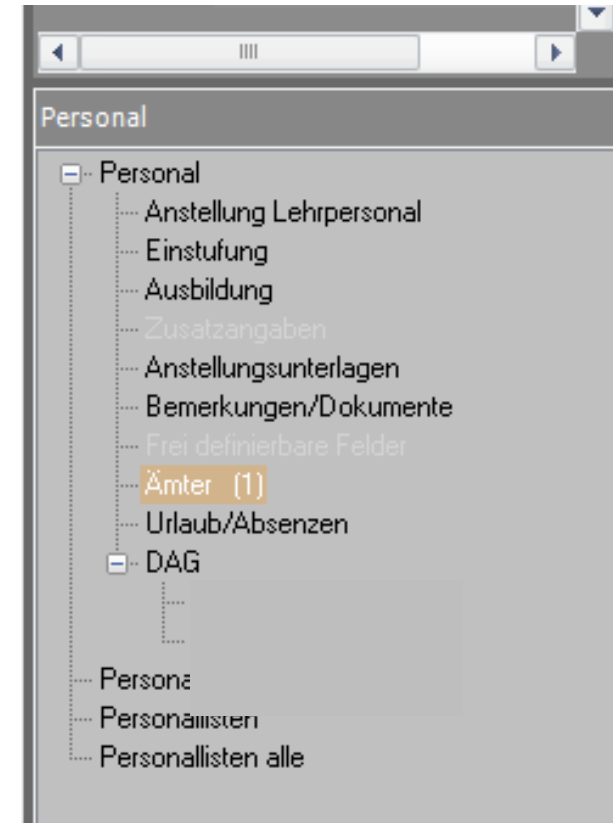 Personal
Personal
Anstellung Lehrpersonal
Einstufung
Ausbildung
Zusatzangaben
Anstellungsunterlagen
Bemerkungen/Dokumente
Frei definierbare Felder
Ämter (1)
Urlaub/Absenzen
DAG
Personallisten
Personallisten alle